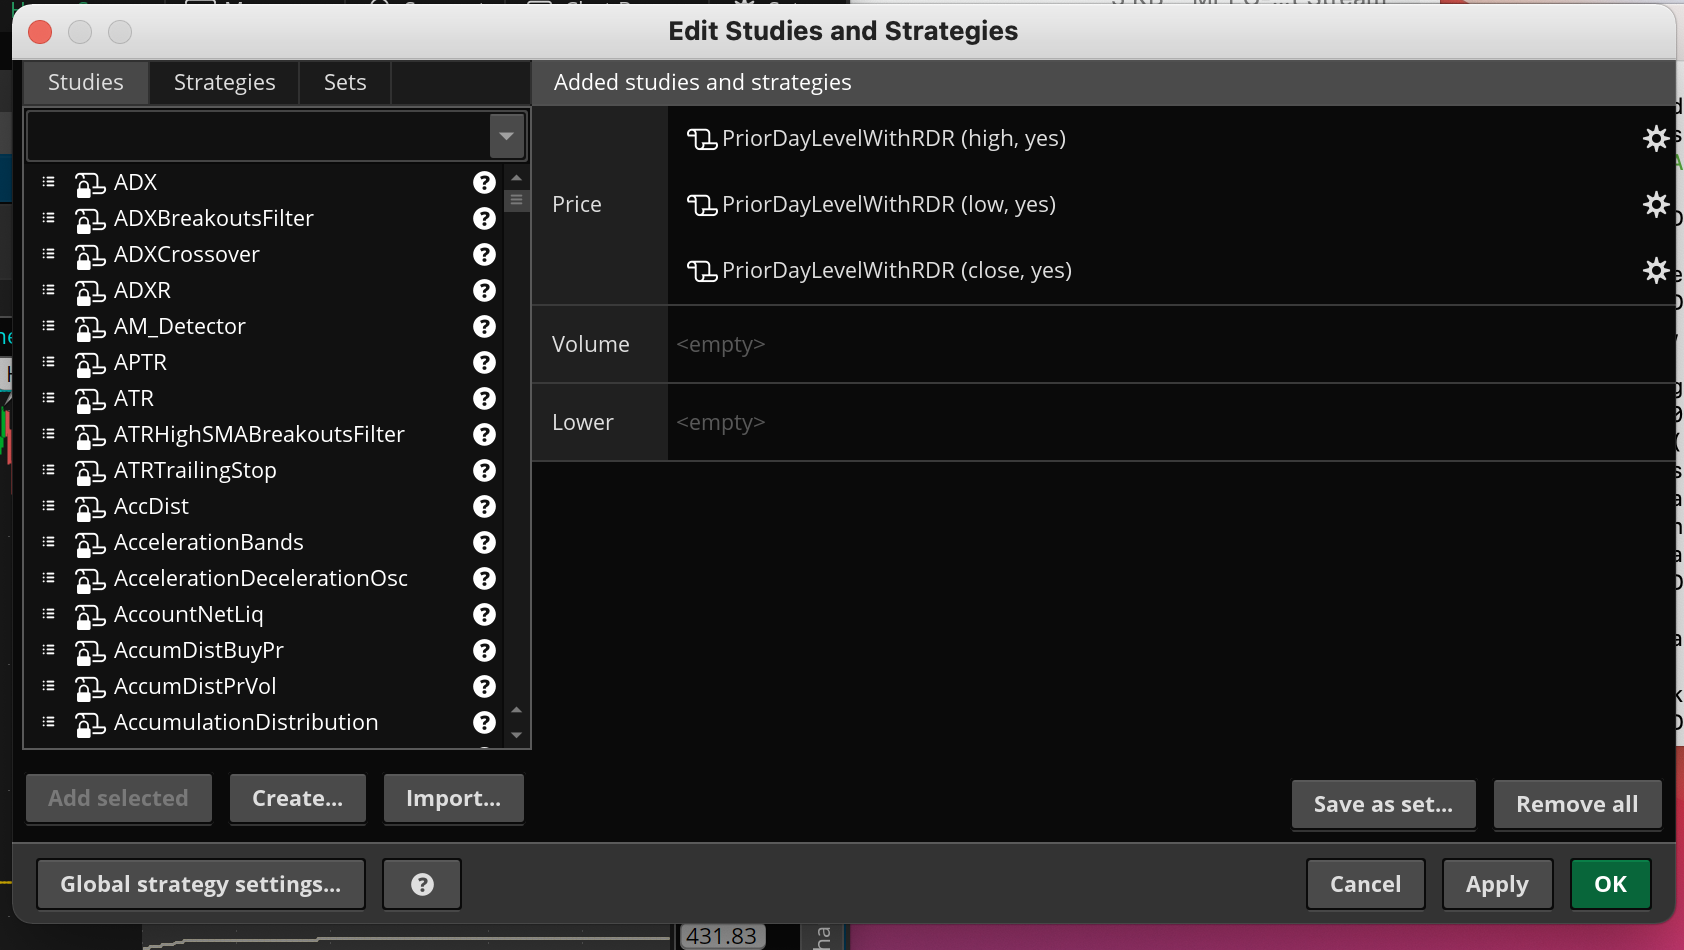 Edit Studies and Strategies
Studies
Strategies
Sets
Added studies and strategies
ADX
ADXBreakoutsFilter
ADXCrossover
ADXR
AM_Detector
APTR
ATR
ATRHighSMABreakoutsFilter
ATRTrailingStop
AccDist
AccelerationBands
AccelerationDecelerationOsc
AccountNetLiq
AccumDistBuyPr
AccumDistPrVol
AccumulationDistribution
Price
PriorDayLevelWithRDR (high, yes)
PriorDayLevelWithRDR (low, yes)
PriorDayLevelWithRDR (close, yes)
Volume
<empty>
Lower
<empty>
Add selected
Create...
Import...
Save as set...
Remove all
Global strategy settings...
?
Cancel
Apply
OK
431.83